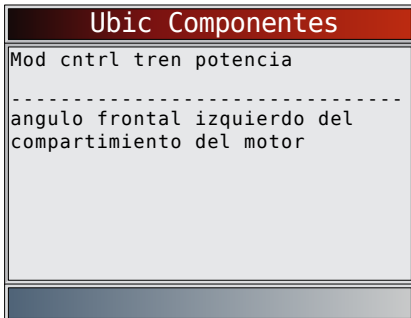 Ubic Componentes
Mod cntrl tren potencia
--------------------------------
angulo frontal izquierdo del
compartimiento del motor